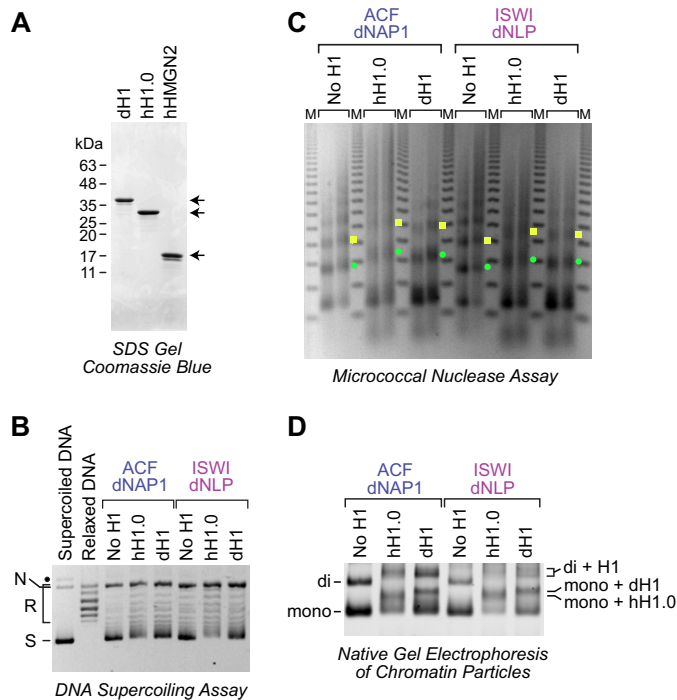 A
dH1
hH1.0
hHMGN2
kDa
63
48
35
25
20
17
11
SDS Gel
Coomassie Blue
B
Supercoiled DNA
Relaxed DNA
ACF
dNAP1
ISWI
dNLP
No H1
hH1.0
dH1
No H1
hH1.0
dH1
N
R
S
DNA Supercoiling Assay
C
ACF
dNAP1
ISWI
dNLP
No H1
hH1.0
dH1
No H1
hH1.0
dH1
M M M M M M M
Micrococcal Nuclease Assay
D
ACF
dNAP1
ISWI
dNLP
No H1
hH1.0
dH1
No H1
hH1.0
dH1
di
mono
di + H1
mono + dH1
mono + hH1.0
Native Gel Electrophoresis
of Chromatin Particles